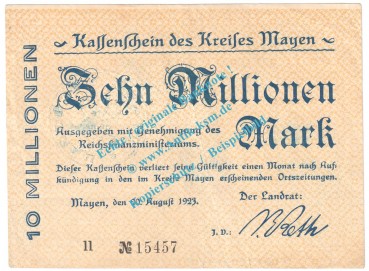 Kassenschein des Kreises Mayen
10 MILLIONEN
Zehn Millionen
Mark
Ausgegeben mit Genehmigung des
Reichsfinanzministeriums.
Dieser Kassenschein verliert seine Gültigkeit einen Monat nach Auf-
kündigung in den im Kreise Mayen erscheinenden Ortszeitungen.
Mayen, den 10. August 1923.
Der Landrat:
J. V.:
11 № 15457